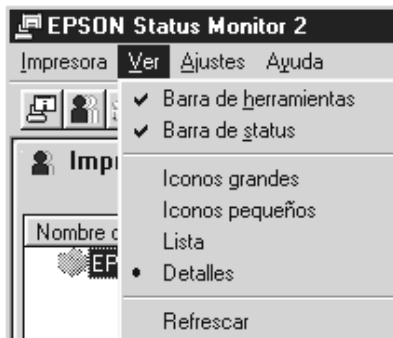 EPSON Status Monitor 2
Impresora Ver Ajustes Ayuda
Barra de herramientas
Barra de status
Iconos grandes
Iconos pequeños
Lista
Nombre
Detalles
Refrescar